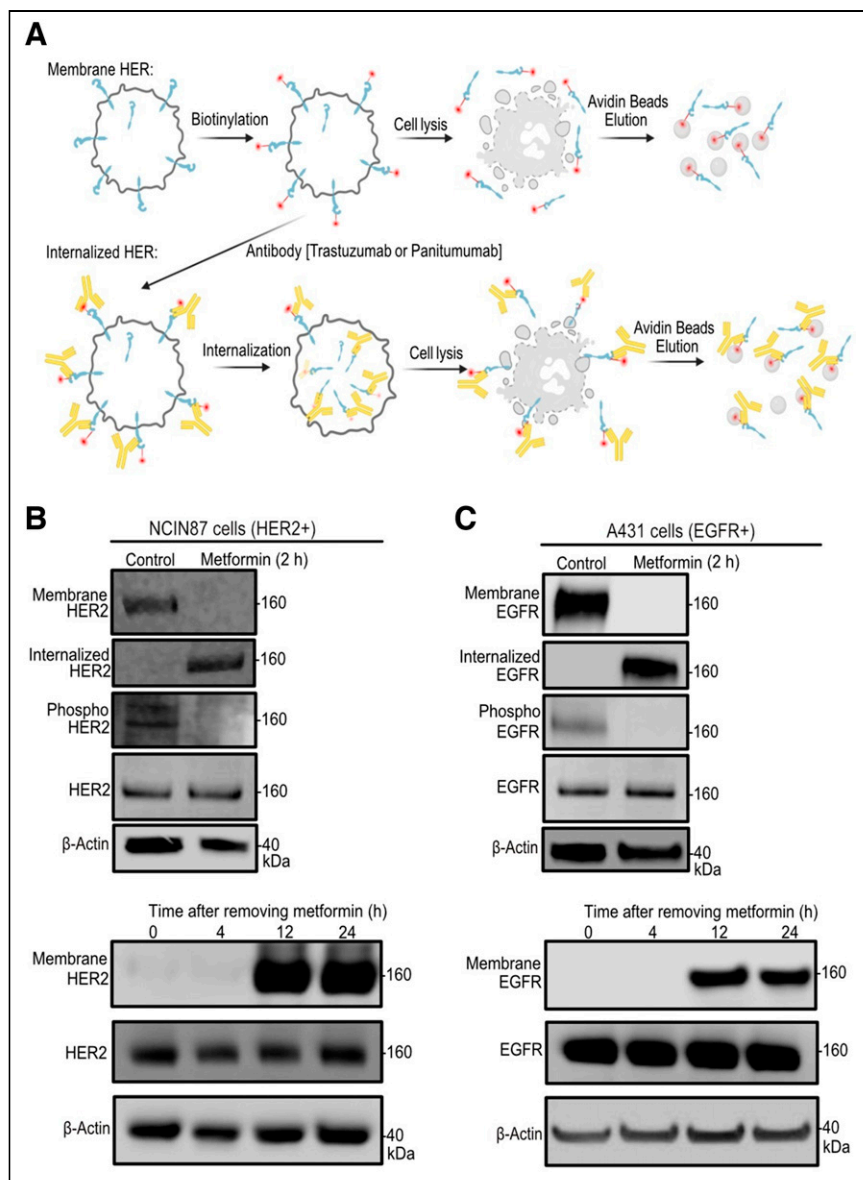 A
Membrane HER:
Biotinylation
Cell lysis
Avidin Beads
Elution
Internalized HER:
Antibody [Trastuzumab or Panitumumab]
Internalization
Cell lysis
Avidin Beads
Elution
B
NCIN87 cells (HER2+)
Control Metformin (2 h)
Membrane
HER2
-160
Internalized
HER2
-160
Phospho
HER2
-160
HER2
-160
β-Actin
-40
kDa
Time after removing metformin (h)
0 4 12 24
Membrane
HER2
-160
HER2
-160
β-Actin
-40
kDa
C
A431 cells (EGFR+)
Control Metformin (2 h)
Membrane
EGFR
-160
Internalized
EGFR
-160
Phospho
EGFR
-160
EGFR
-160
β-Actin
-40
kDa
Time after removing metformin (h)
0 4 12 24
Membrane
EGFR
-160
EGFR
-160
β-Actin
-40
kDa